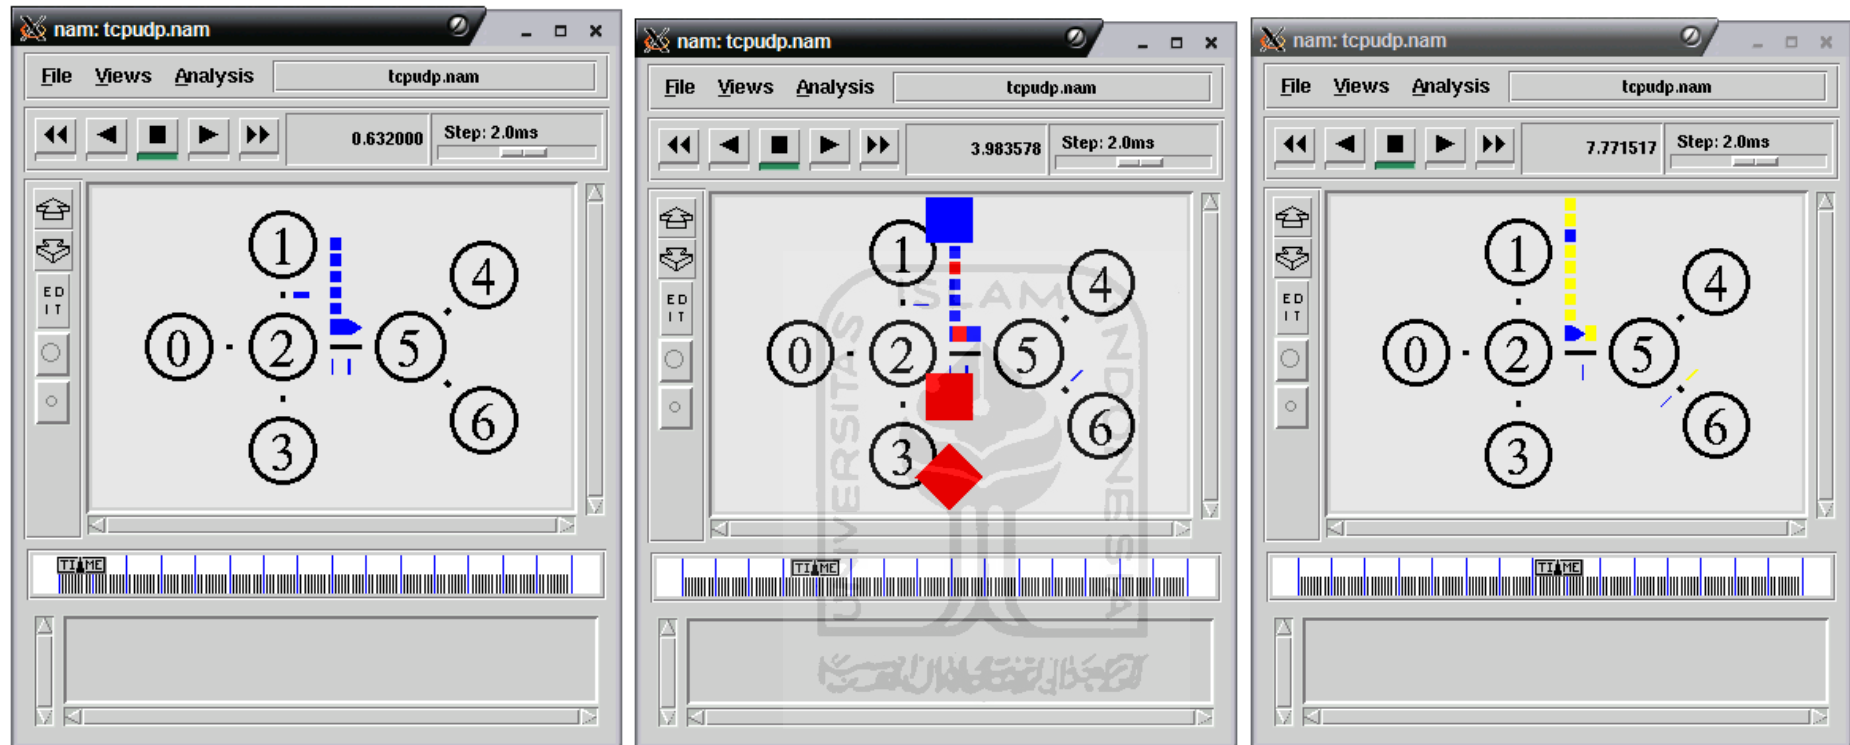 nam: tcpudp.nam
File Views Analysis tcpudp.nam
0.632000 Step: 2.0ms
ED
IT
1
4
0 2 5
6
3
TIME
nam: tcpudp.nam
File Views Analysis tcpudp.nam
3.983578 Step: 2.0ms
ED
IT
1
4
0 2 5
6
3
TIME
UNIVERSITAS
ISLAM
INDONESIA
nam: tcpudp.nam
File Views Analysis tcpudp.nam
7.771517 Step: 2.0ms
ED
IT
1
4
0 2 5
6
3
TIME